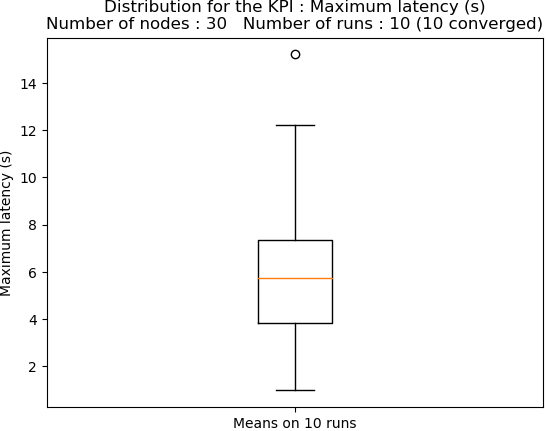 Distribution for the KPI : Maximum latency (s)
Number of nodes : 30   Number of runs : 10 (10 converged)
Maximum latency (s)
14
12
10
8
6
4
2
Means on 10 runs